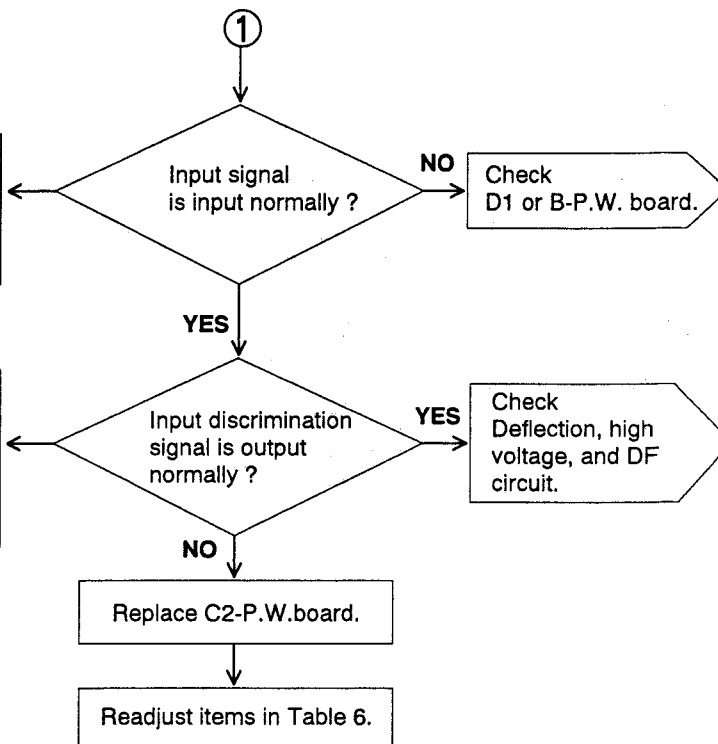 1
Input signal
is input normally ?
NO
Check
D1 or B-P.W. board.
YES
Input discrimination
signal is output
normally ?
YES
Check
Deflection, high
voltage, and DF
circuit.
NO
Replace C2-P.W.board.
Readjust items in Table 6.